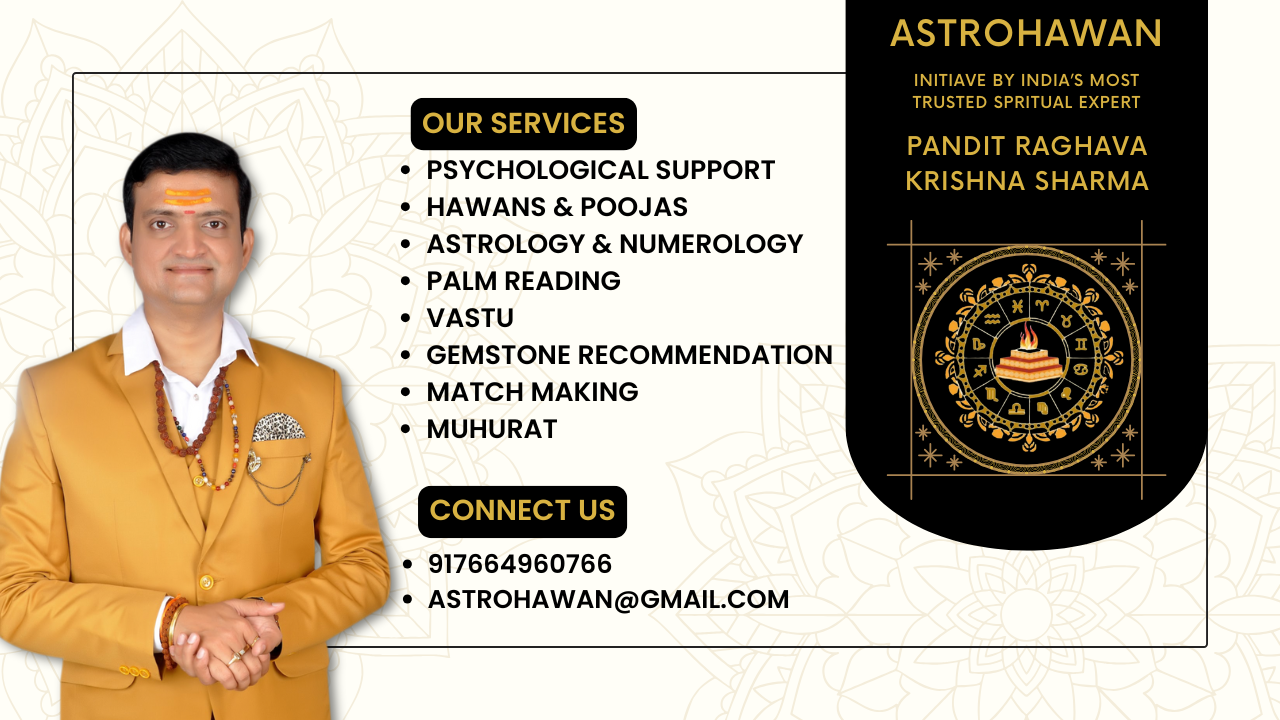 ASTROHAWAN
INITIAVE BY INDIA'S MOST
TRUSTED SPRITUAL EXPERT
PANDIT RAGHAVA
KRISHNA SHARMA
OUR SERVICES
• PSYCHOLOGICAL SUPPORT
• HAWANS & POOJAS
• ASTROLOGY & NUMEROLOGY
• PALM READING
• VASTU
• GEMSTONE RECOMMENDATION
• MATCH MAKING
• MUHURAT
CONNECT US
• 917664960766
• ASTROHAWAN@GMAIL.COM